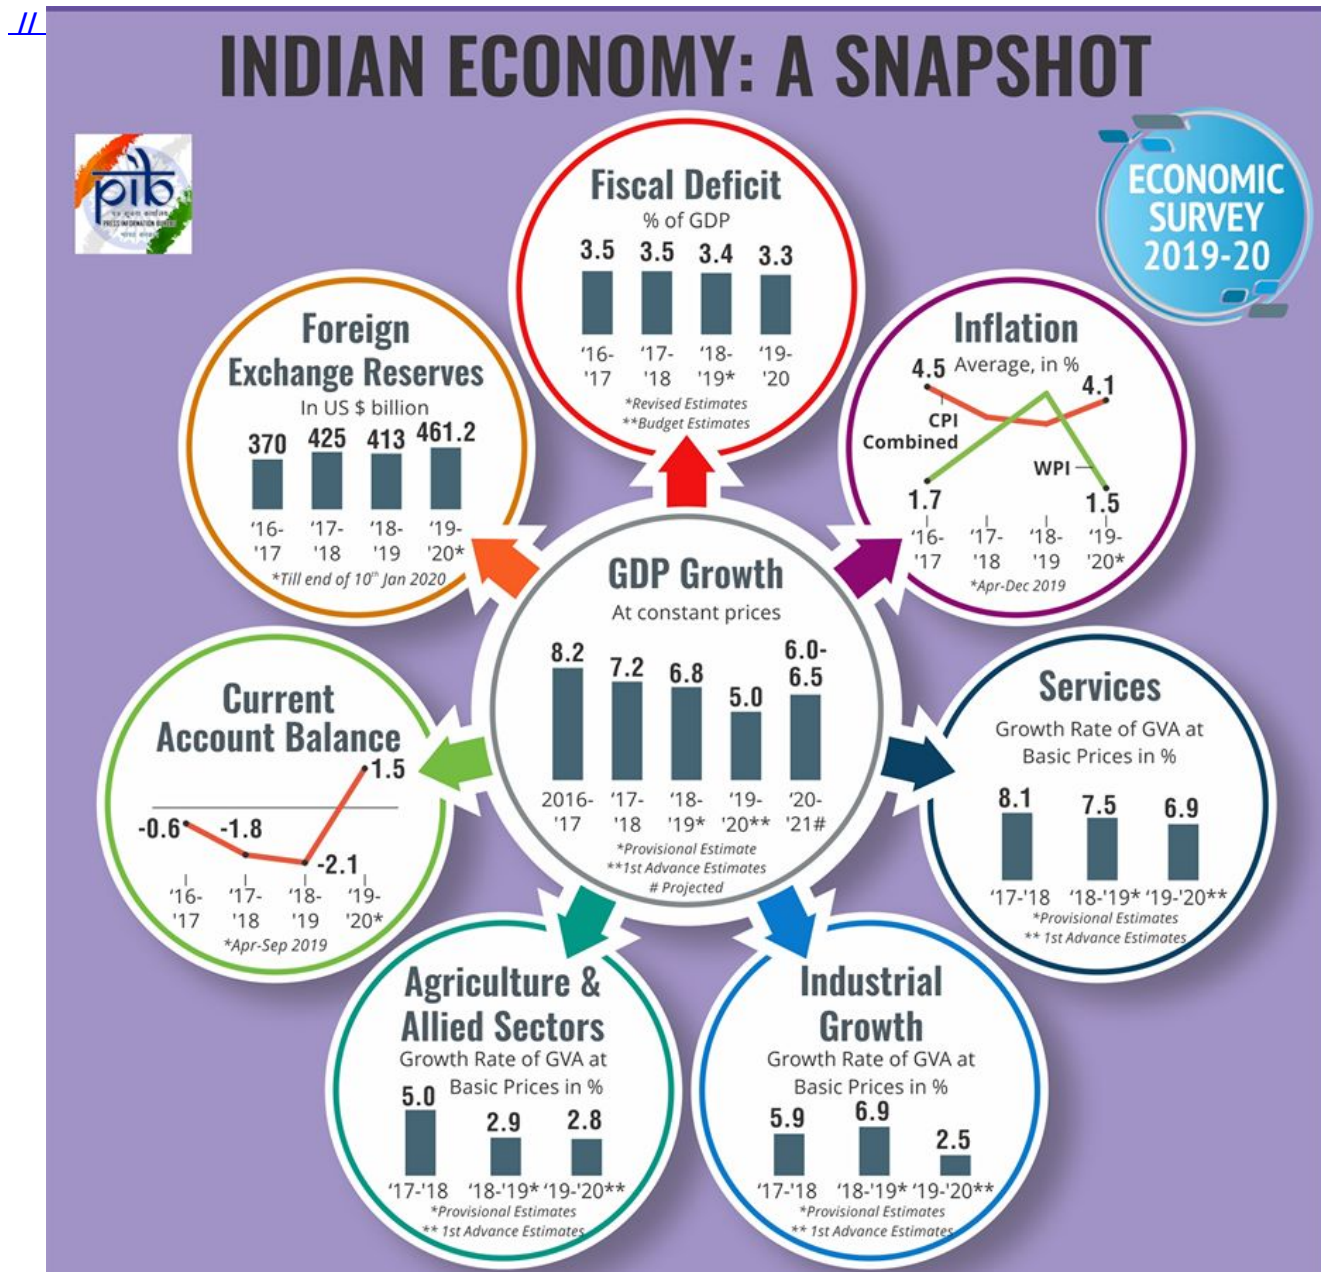 //
INDIAN ECONOMY: A SNAPSHOT
pib
PRESS INFORMATION BUREAU
भारत सरकार
ECONOMIC
SURVEY
2019-20
Fiscal Deficit
% of GDP
3.5 3.5 3.4 3.3
‘16- ‘17- ‘18- ‘19-
'17 '18 '19* '20
*Revised Estimates
**Budget Estimates
Foreign
Exchange Reserves
In US $ billion
370 425 413 461.2
‘16- ‘17- ‘18- ‘19-
'17 '18 '19 '20*
*Till end of 10th Jan 2020
Inflation
Average, in %
4.5 4.1
CPI
Combined
WPI
1.7 1.5
‘16- ‘17- ‘18- ‘19-
'17 '18 '19 '20*
*Apr-Dec 2019
GDP Growth
At constant prices
8.2 7.2 6.8 5.0 6.0-
6.5
2016- ‘17- ‘18- ‘19- ‘20-
'17 '18 '19* '20** '21#
*Provisional Estimate
**1st Advance Estimates
# Projected
Current
Account Balance
1.5
-0.6 -1.8
-2.1
‘16- ‘17- ‘18- ‘19-
'17 '18 '19 '20*
*Apr-Sep 2019
Services
Growth Rate of GVA at
Basic Prices in %
8.1 7.5 6.9
‘17-'18 ‘18-'19* ‘19-'20**
*Provisional Estimates
** 1st Advance Estimates
Agriculture &
Allied Sectors
Growth Rate of GVA at
Basic Prices in %
5.0 2.9 2.8
‘17-'18 ‘18-'19* ‘19-'20**
*Provisional Estimates
** 1st Advance Estimates
Industrial
Growth
Growth Rate of GVA at
Basic Prices in %
5.9 6.9 2.5
‘17-'18 ‘18-'19* ‘19-'20**
*Provisional Estimates
** 1st Advance Estimates